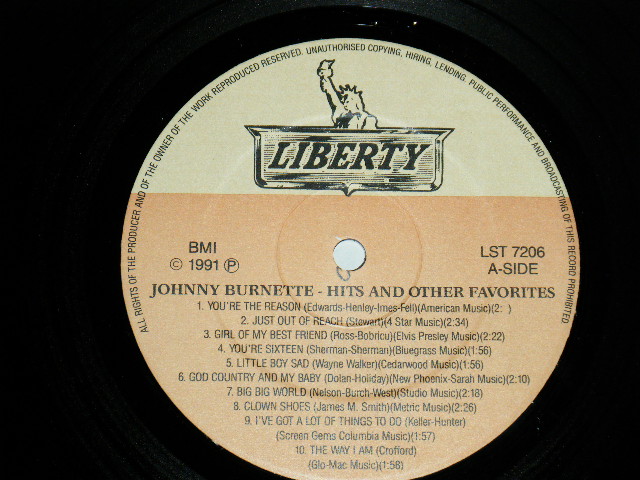 ALL RIGHTS OF THE PRODUCER AND OF THE OWNER OF THE WORK REPRODUCED RESERVED. UNAUTHORISED COPYING, HIRING, LENDING, PUBLIC PERFORMANCE AND BROADCASTING OF THIS RECORD PROHIBITED
LIBERTY
BMI
© 1991 Ⓟ
LST 7206
A-SIDE
JOHNNY BURNETTE - HITS AND OTHER FAVORITES
1. YOU'RE THE REASON (Edwards-Henley-Imes-Fell)(American Music)(2: )
2. JUST OUT OF REACH (Stewart)(4 Star Music)(2:34)
3. GIRL OF MY BEST FRIEND (Ross-Bobricu)(Elvis Presley Music)(2:22)
4. YOU'RE SIXTEEN (Sherman-Sherman)(Bluegrass Music)(1:56)
5. LITTLE BOY SAD (Wayne Walker)(Cedarwood Music)(1:56)
6. GOD COUNTRY AND MY BABY (Dolan-Holiday)(New Phoenix-Sarah Music)(2:10)
7. BIG BIG WORLD (Nelson-Burch-West)(Studio Music)(2:18)
8. CLOWN SHOES (James M. Smith)(Metric Music)(2:26)
9. I'VE GOT A LOT OF THINGS TO DO (Keller-Hunter)
(Screen Gems Columbia Music)(1:57)
10. THE WAY I AM (Crofford)
(Glo-Mac Music)(1:58)